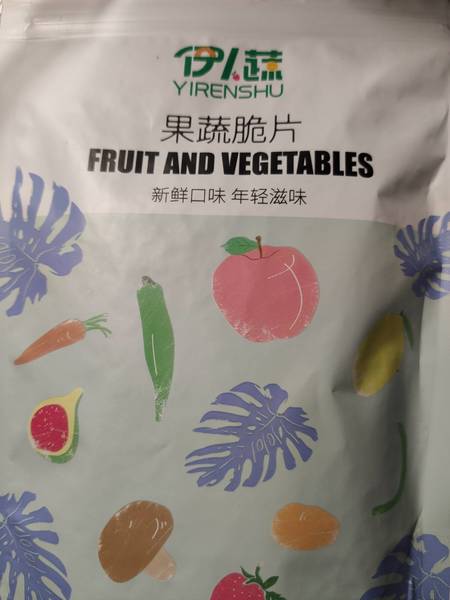 伊人蔬
YIRENSHU
果蔬脆片
FRUIT AND VEGETABLES
新鲜口味 年轻滋味